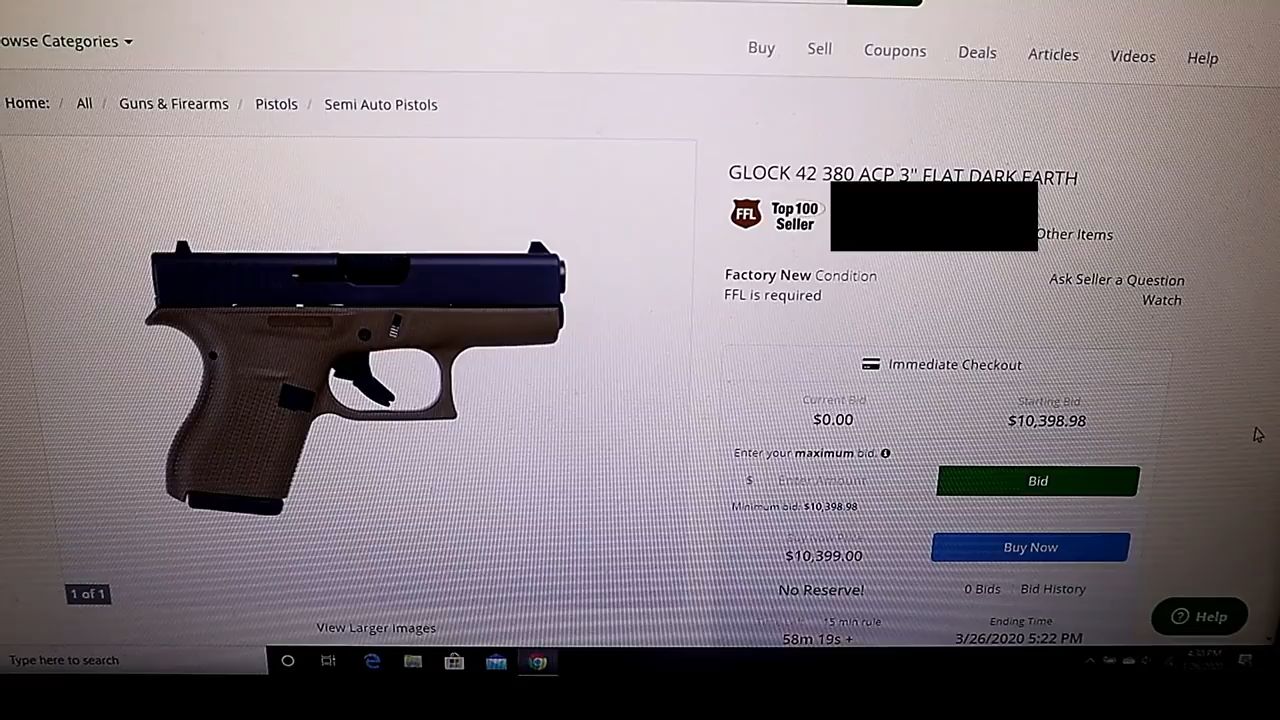 owse Categories
Buy Sell Coupons Deals Articles Videos Help
Home: / All / Guns & Firearms / Pistols / Semi Auto Pistols
GLOCK 42 380 ACP 3" FLAT DARK EARTH
FFL Top 100 Seller
Other Items
Factory New Condition
FFL is required
Ask Seller a Question
Watch
Immediate Checkout
Current Bid
$0.00
Starting Bid
$10,398.98
Enter your maximum bid.
$ Enter Amount
Bid
Minimum bid: $10,398.98
Buy Now Price
$10,399.00
Buy Now
No Reserve!
0 Bids Bid History
15 min rule
58m 19s +
Ending Time
3/26/2020 5:22 PM
1 of 1
View Larger Images
Help
Type here to search